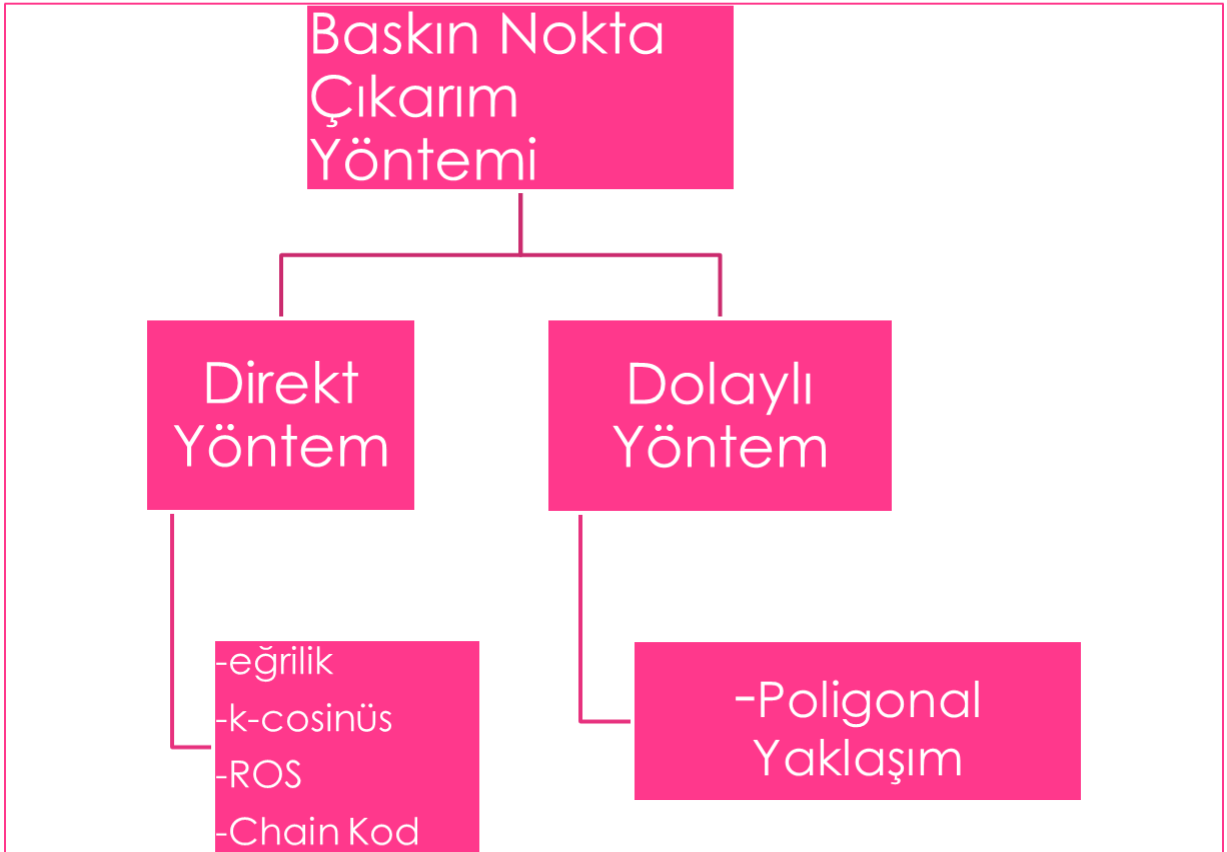 Baskın Nokta
Çıkarım
Yöntemi
Direkt
Yöntem
Dolaylı
Yöntem
-eğrilik
-k-cosinüs
-ROS
-Chain Kod
-Poligonal
Yaklaşım